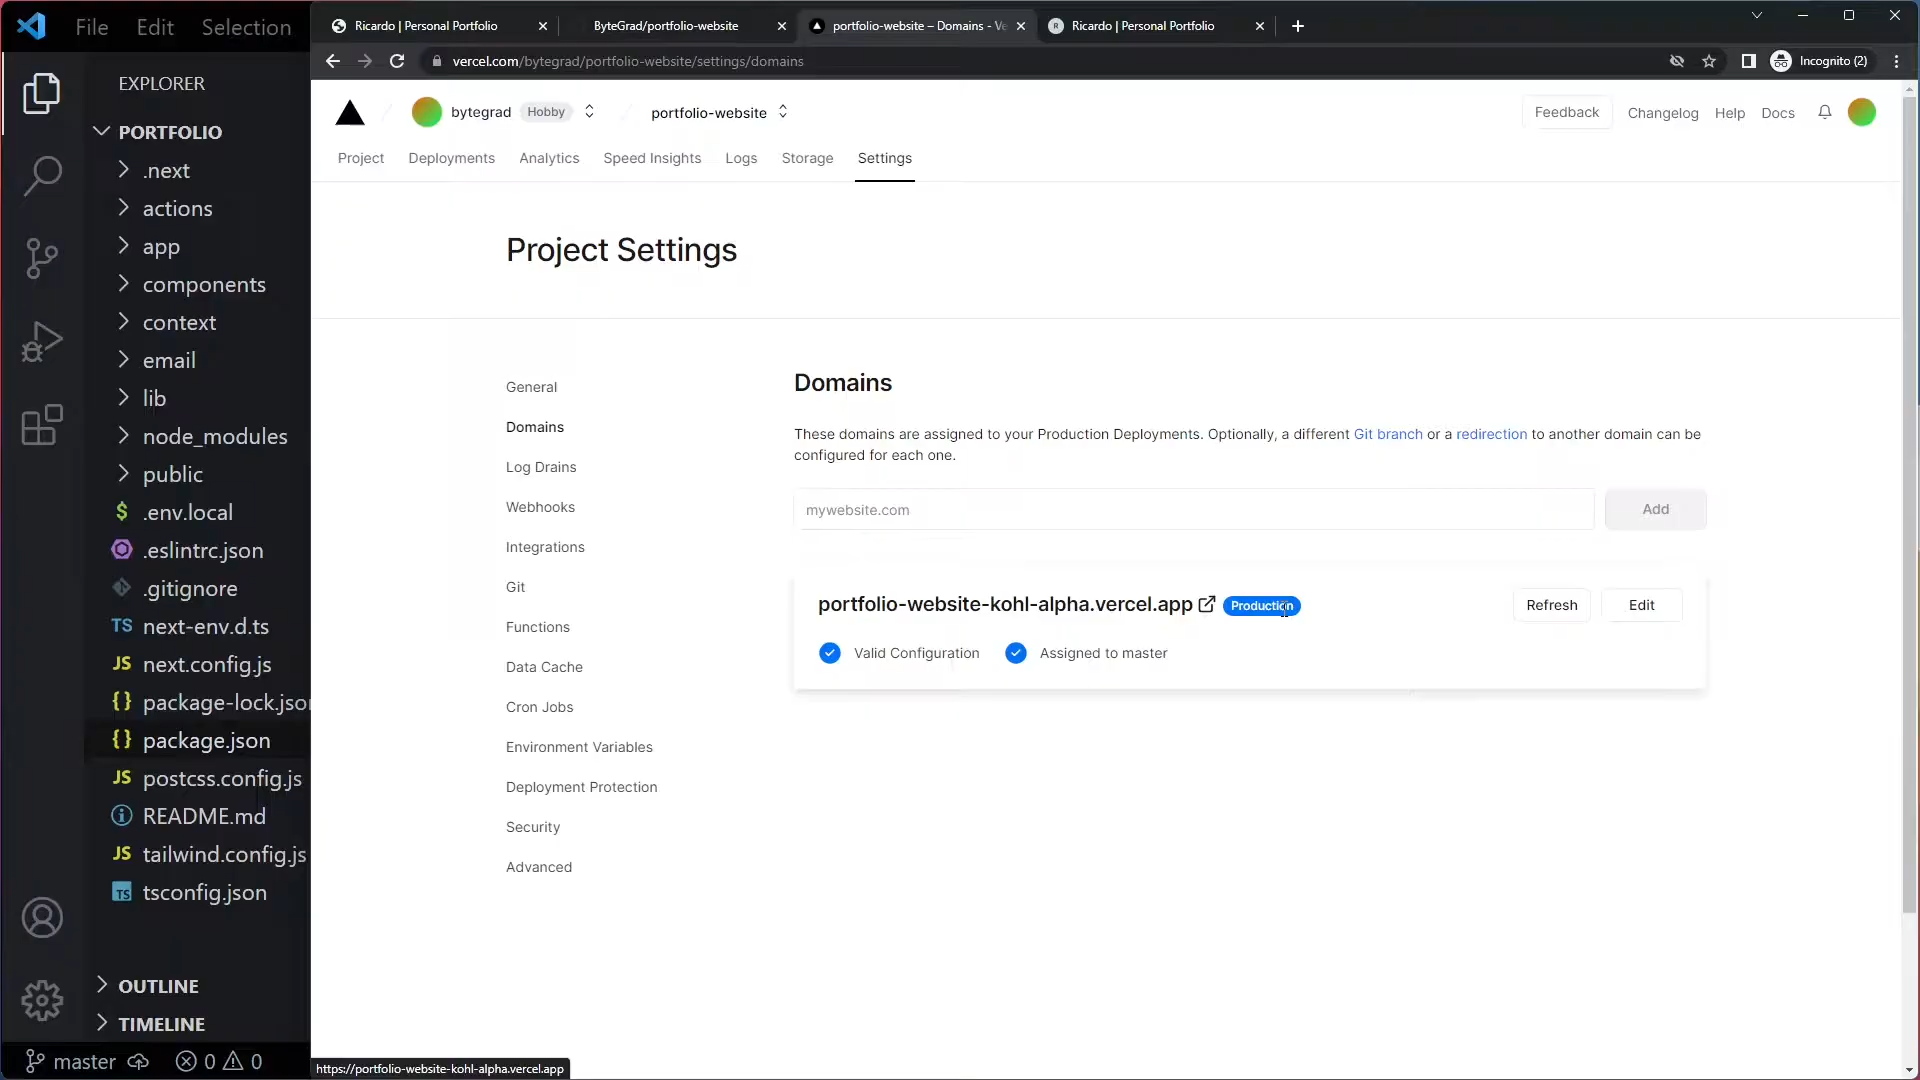 File Edit Selection
EXPLORER
PORTFOLIO
.next
actions
app
components
context
email
lib
node_modules
public
.env.local
.eslintrc.json
.gitignore
TS next-env.d.ts
JS next.config.js
{} package-lock.json
{} package.json
JS postcss.config.js
README.md
JS tailwind.config.js
TS tsconfig.json
OUTLINE
TIMELINE
master 0 0
Ricardo | Personal Portfolio
ByteGrad/portfolio-website
portfolio-website – Domains - Ve
R Ricardo | Personal Portfolio
vercel.com/bytegrad/portfolio-website/settings/domains
Incognito (2)
bytegrad Hobby portfolio-website
Feedback Changelog Help Docs
Project Deployments Analytics Speed Insights Logs Storage Settings
Project Settings
General
Domains
Log Drains
Webhooks
Integrations
Git
Functions
Data Cache
Cron Jobs
Environment Variables
Deployment Protection
Security
Advanced
Domains
These domains are assigned to your Production Deployments. Optionally, a different Git branch or a redirection to another domain can be
configured for each one.
mywebsite.com Add
portfolio-website-kohl-alpha.vercel.app Production Refresh Edit
Valid Configuration Assigned to master
https://portfolio-website-kohl-alpha.vercel.app